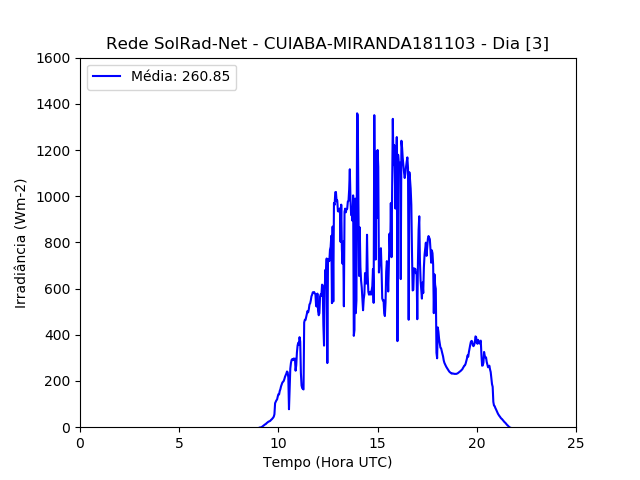 Rede SolRad-Net - CUIABA-MIRANDA181103 - Dia [3]
Média: 260.85
1600
1400
1200
1000
800
600
400
200
0
Irradiância (Wm-2)
0 5 10 15 20 25
Tempo (Hora UTC)